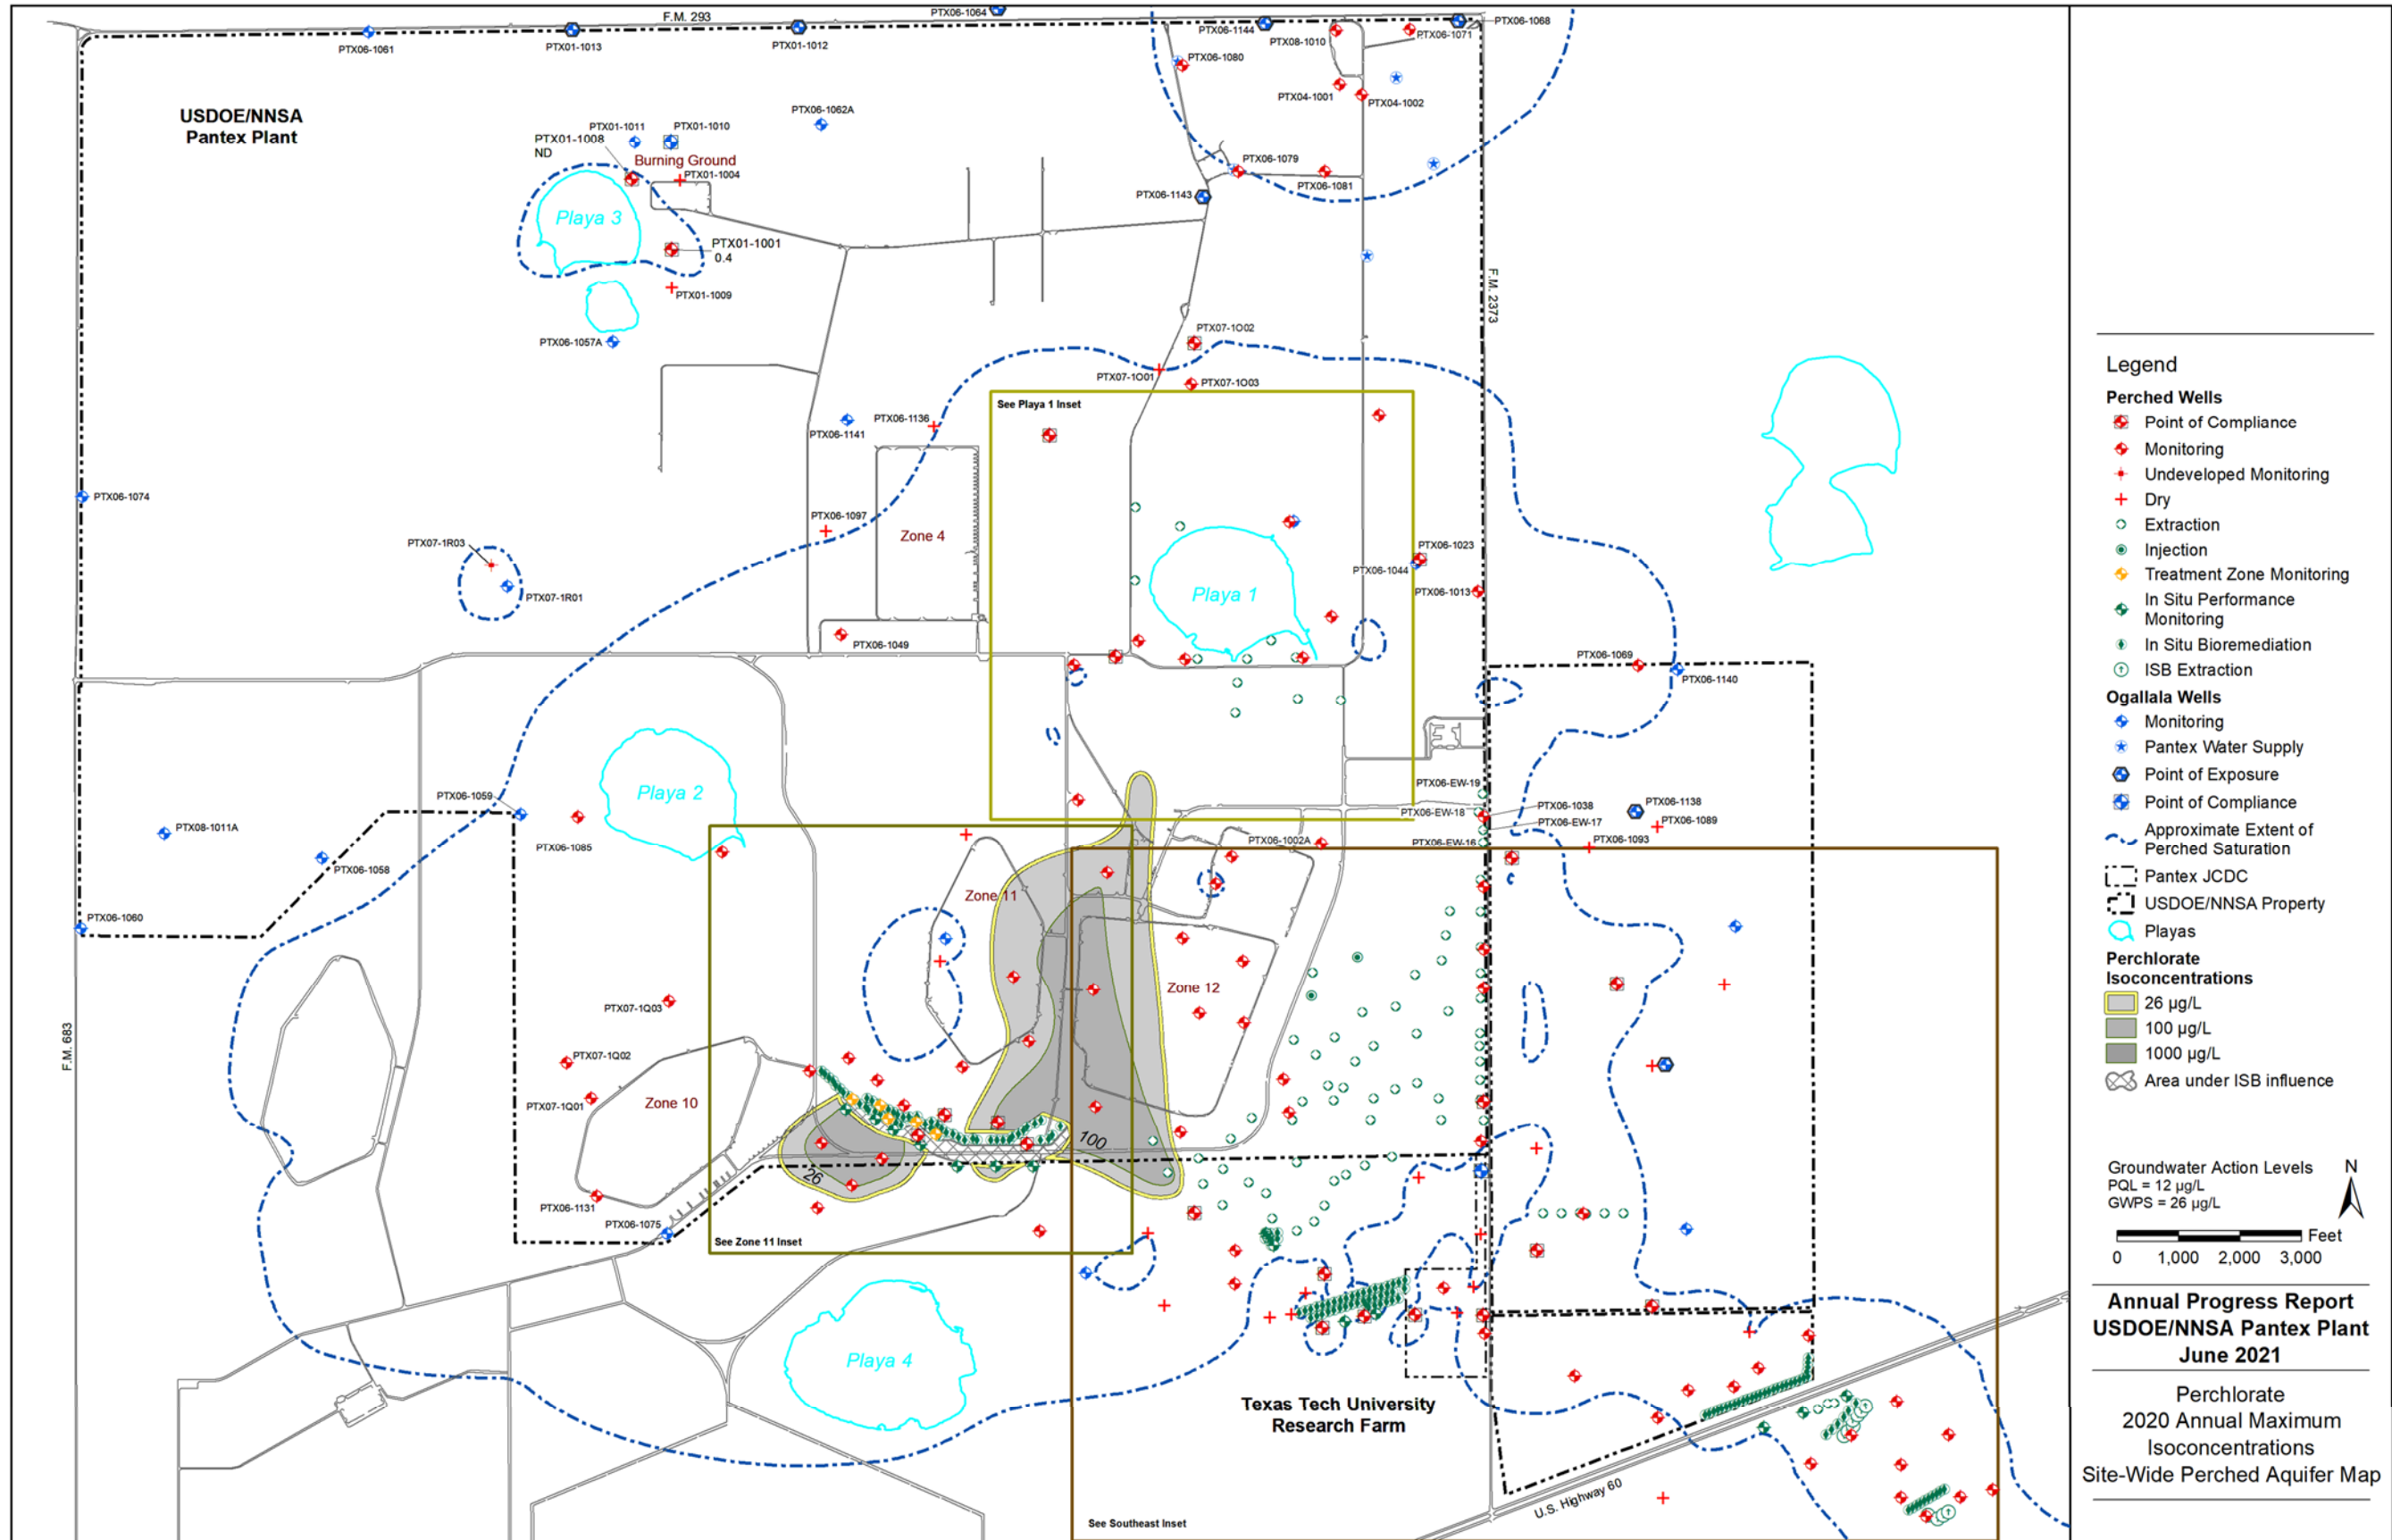 F.M. 293
PTX06-1064
PTX06-1061
PTX01-1013
PTX01-1012
PTX06-1144
PTX08-1010
PTX06-1068
PTX06-1071
PTX06-1080
PTX04-1001
PTX04-1002
USDOE/NNSA
Pantex Plant
PTX06-1062A
PTX01-1011
PTX01-1010
PTX01-1008
ND
Burning Ground
PTX01-1004
PTX06-1079
PTX06-1081
PTX06-1143
Playa 3
PTX01-1001
0.4
PTX01-1009
F.M. 2373
PTX06-1057A
PTX07-1O02
PTX07-1O01
PTX07-1O03
See Playa 1 Inset
PTX06-1136
PTX06-1141
PTX06-1074
PTX06-1097
Zone 4
PTX07-1R03
PTX06-1023
PTX06-1044
PTX06-1013
PTX07-1R01
Playa 1
PTX06-1049
PTX06-1069
PTX06-1140
Playa 2
PTX06-1059
PTX06-EW-19
PTX06-1038
PTX06-EW-18
PTX06-EW-17
PTX06-1138
PTX06-1089
PTX08-1011A
PTX06-1085
PTX06-1002A
PTX06-EW-16
PTX06-1093
PTX06-1058
PTX06-1060
Zone 11
Zone 12
PTX07-1Q03
F.M. 683
PTX07-1Q02
PTX07-1Q01
Zone 10
100
26
PTX06-1131
PTX06-1075
See Zone 11 Inset
Playa 4
Texas Tech University
Research Farm
U.S. Highway 60
See Southeast Inset
Legend
Perched Wells
Point of Compliance
Monitoring
Undeveloped Monitoring
Dry
Extraction
Injection
Treatment Zone Monitoring
In Situ Performance
Monitoring
In Situ Bioremediation
ISB Extraction
Ogallala Wells
Monitoring
Pantex Water Supply
Point of Exposure
Point of Compliance
Approximate Extent of
Perched Saturation
Pantex JCDC
USDOE/NNSA Property
Playas
Perchlorate
Isoconcentrations
26 µg/L
100 µg/L
1000 µg/L
Area under ISB influence
Groundwater Action Levels
PQL = 12 µg/L
GWPS = 26 µg/L
N
Feet
0 1,000 2,000 3,000
Annual Progress Report
USDOE/NNSA Pantex Plant
June 2021
Perchlorate
2020 Annual Maximum
Isoconcentrations
Site-Wide Perched Aquifer Map